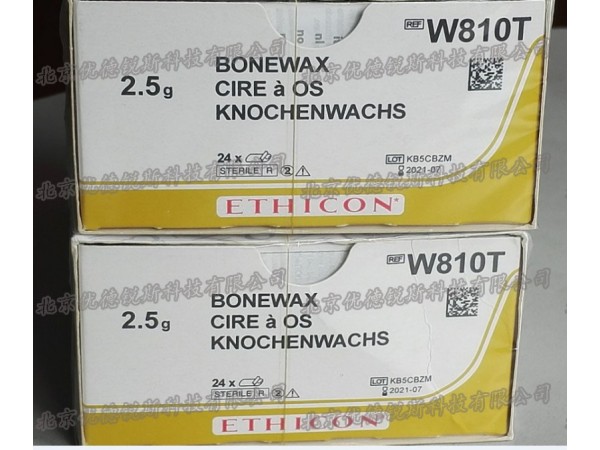 REF W810T
2.5g
BONEWAX
CIRE à OS
KNOCHENWACHS
24 x
STERILE R 2
LOT KB5CBZM
2021-07
ETHICON®
REF W810T
2.5g
BONEWAX
CIRE à OS
KNOCHENWACHS
24 x
STERILE R 2
LOT KB5CBZM
2021-07
ETHICON®
北京优德锐斯科技有限公司